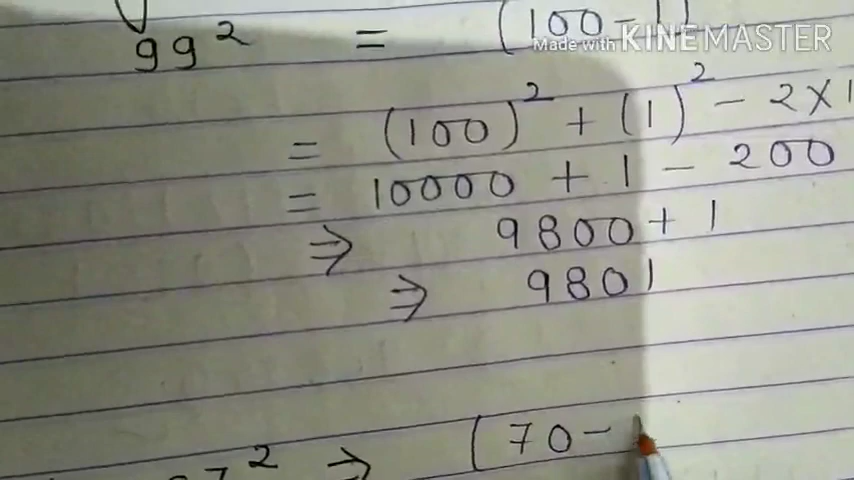 99² = (100 - 1)
Made with KINEMASTER
= (100)² + (1)² - 2×1
= 10000 + 1 - 200
⇒ 9800 + 1
⇒ 9801
7² ⇒ (70 -